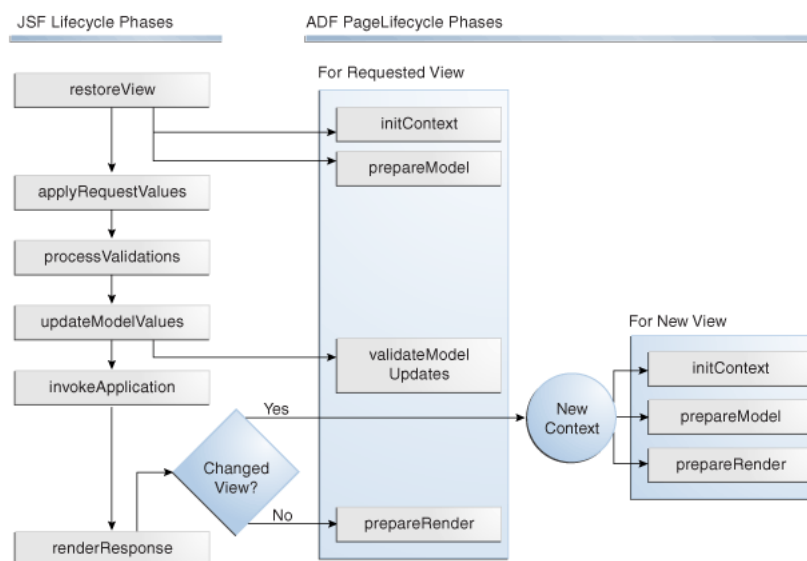 JSF Lifecycle Phases
ADF PageLifecycle Phases
For Requested View
restoreView
initContext
prepareModel
applyRequestValues
processValidations
updateModelValues
validateModel
Updates
invokeApplication
For New View
initContext
prepareModel
prepareRender
New
Context
Yes
Changed
View?
No
prepareRender
renderResponse